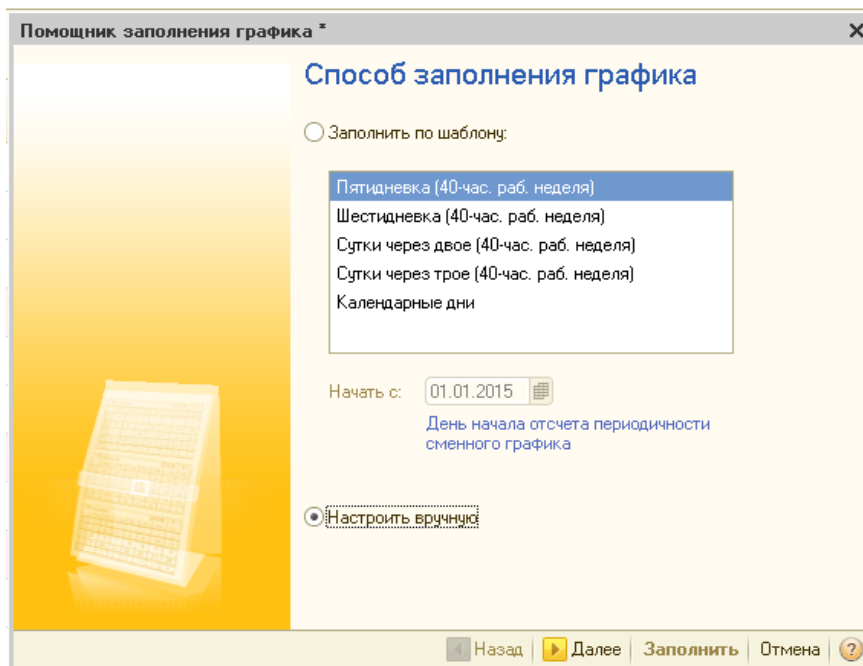 Помощник заполнения графика *
Способ заполнения графика
Заполнить по шаблону:
Пятидневка (40-час. раб. неделя)
Шестидневка (40-час. раб. неделя)
Сутки через двое (40-час. раб. неделя)
Сутки через трое (40-час. раб. неделя)
Календарные дни
Начать с: 01.01.2015
День начала отсчета периодичности
сменного графика
Настроить вручную
Назад Далее Заполнить Отмена ?